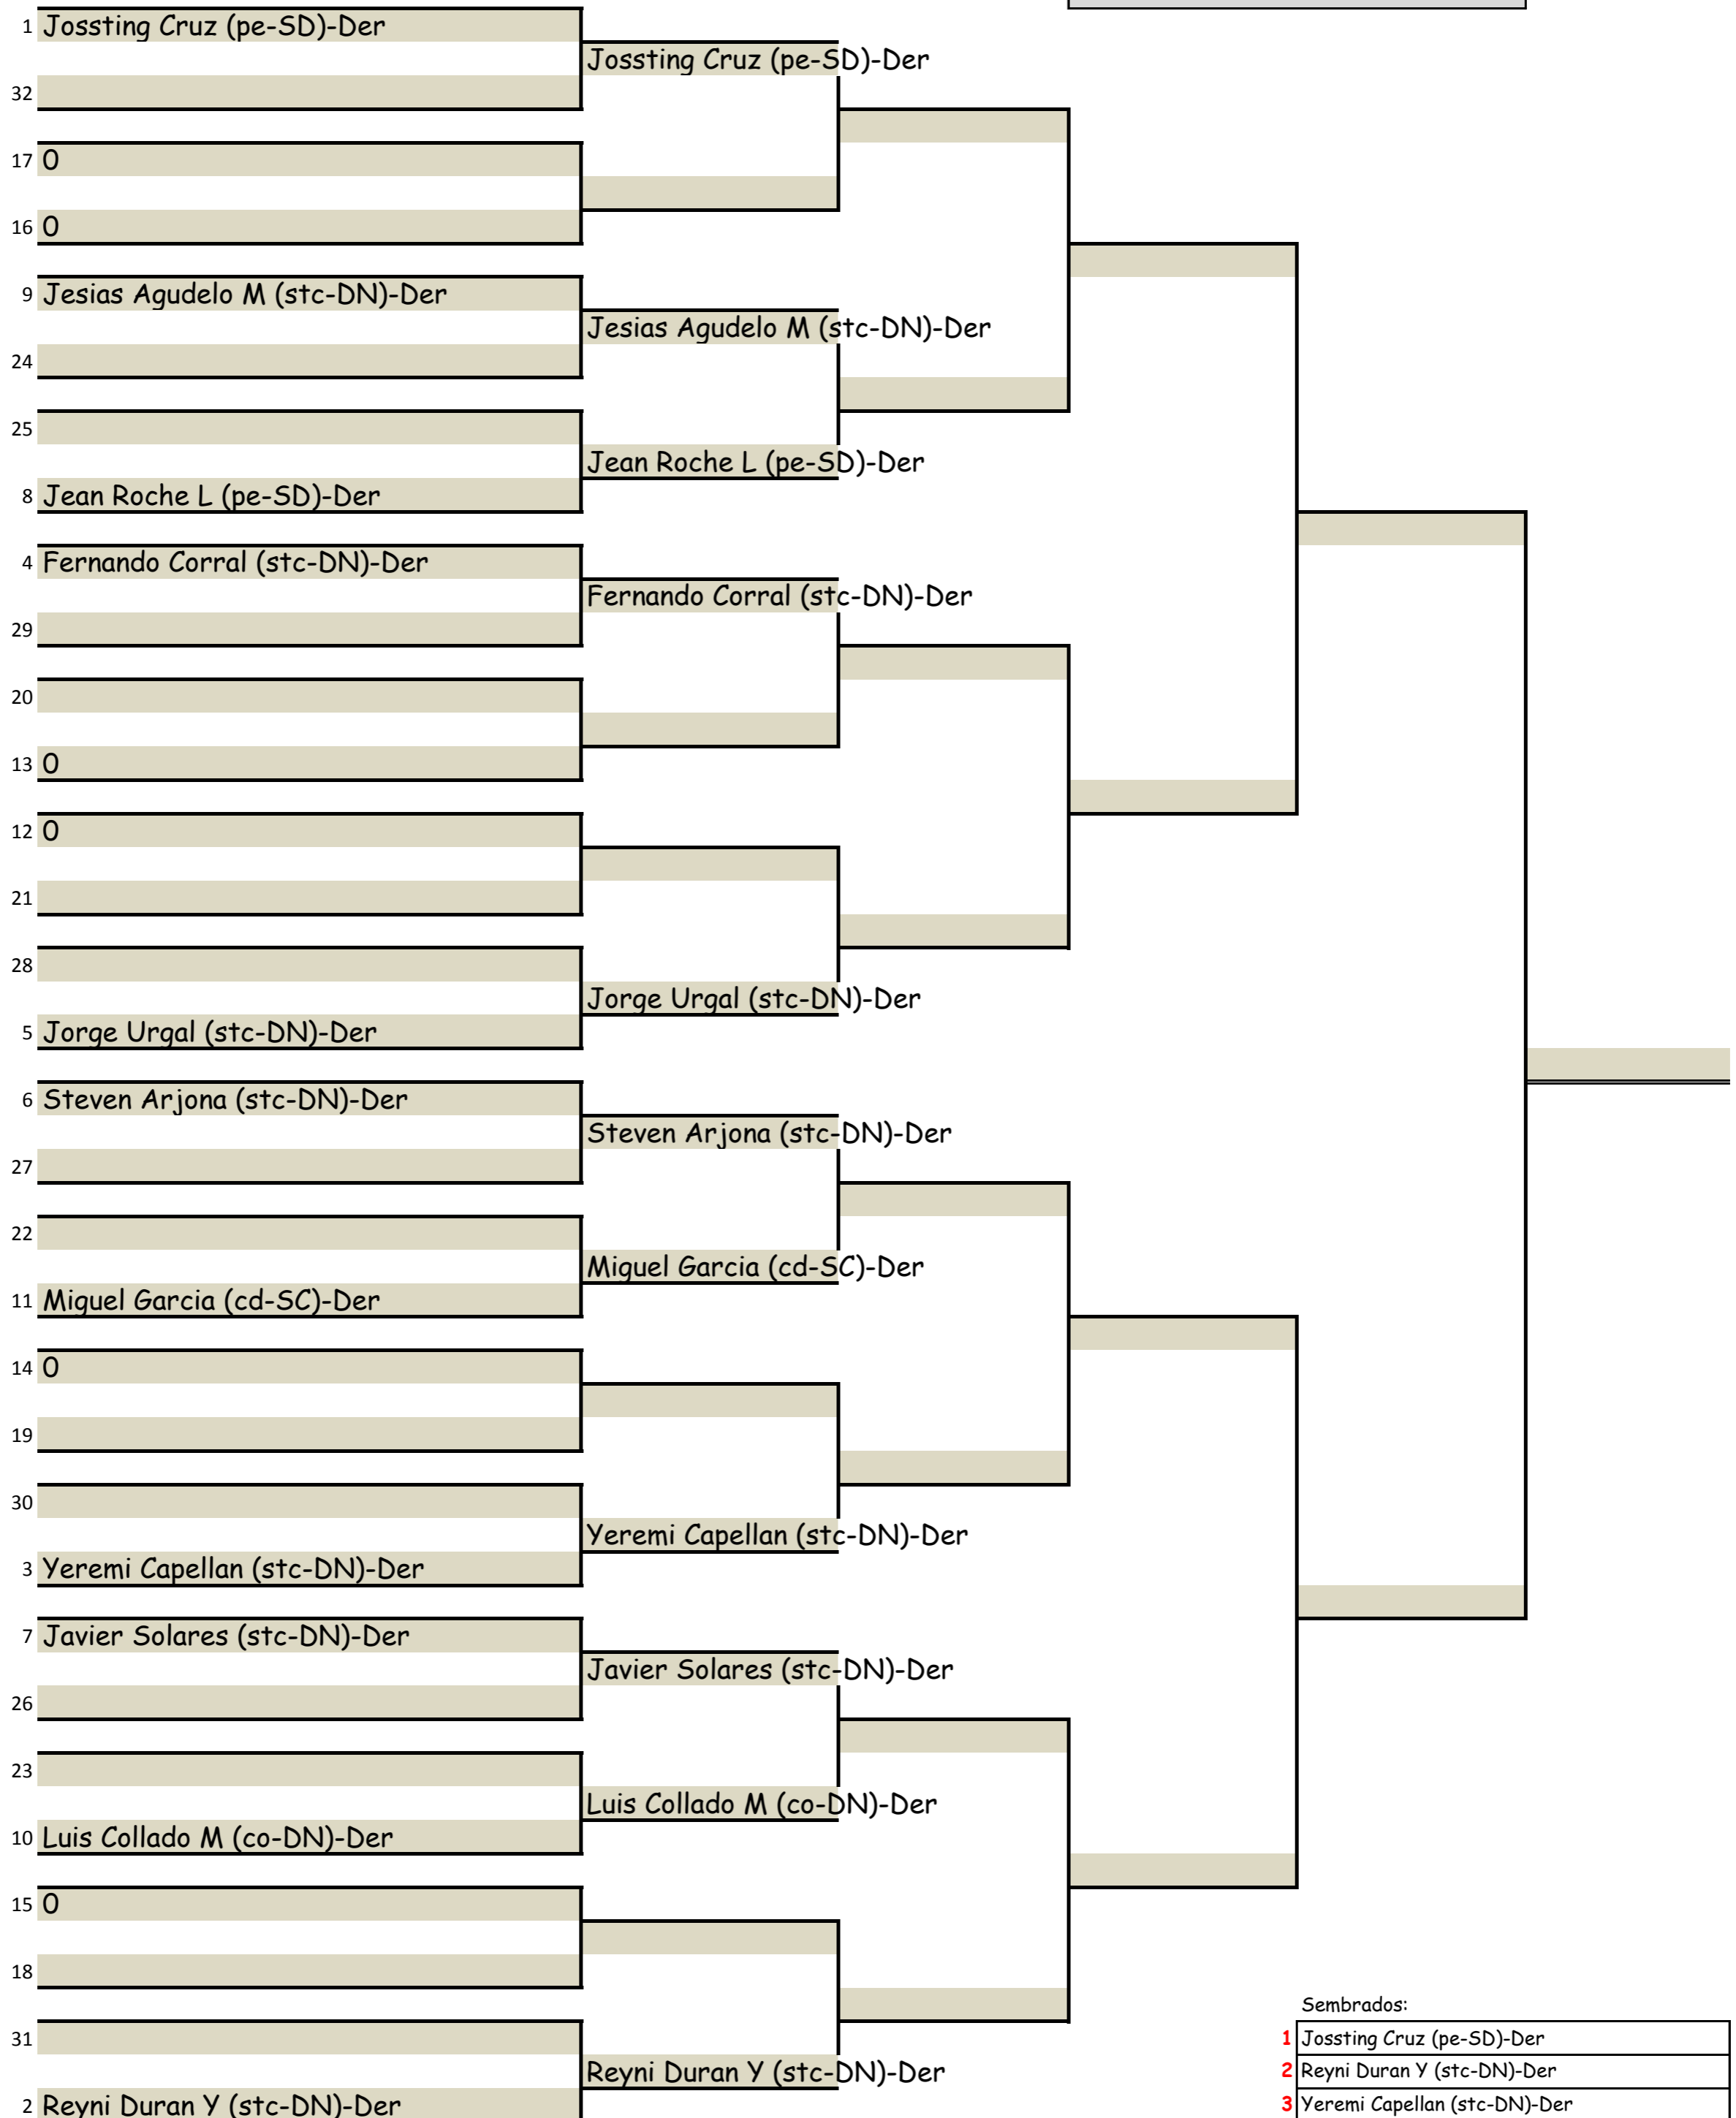 1 Jossting Cruz (pe-SD)-Der
Jossting Cruz (pe-SD)-Der
32
17 0
16 0
9 Jesias Agudelo M (stc-DN)-Der
Jesias Agudelo M (stc-DN)-Der
24
25
Jean Roche L (pe-SD)-Der
8 Jean Roche L (pe-SD)-Der
4 Fernando Corral (stc-DN)-Der
Fernando Corral (stc-DN)-Der
29
20
13 0
12 0
21
28
Jorge Urgal (stc-DN)-Der
5 Jorge Urgal (stc-DN)-Der
6 Steven Arjona (stc-DN)-Der
Steven Arjona (stc-DN)-Der
27
22
Miguel Garcia (cd-SC)-Der
11 Miguel Garcia (cd-SC)-Der
14 0
19
30
Yeremi Capellan (stc-DN)-Der
3 Yeremi Capellan (stc-DN)-Der
7 Javier Solares (stc-DN)-Der
Javier Solares (stc-DN)-Der
26
23
Luis Collado M (co-DN)-Der
10 Luis Collado M (co-DN)-Der
15 0
18
31
Reyni Duran Y (stc-DN)-Der
2 Reyni Duran Y (stc-DN)-Der
Sembrados:
1 Jossting Cruz (pe-SD)-Der
2 Reyni Duran Y (stc-DN)-Der
3 Yeremi Capellan (stc-DN)-Der